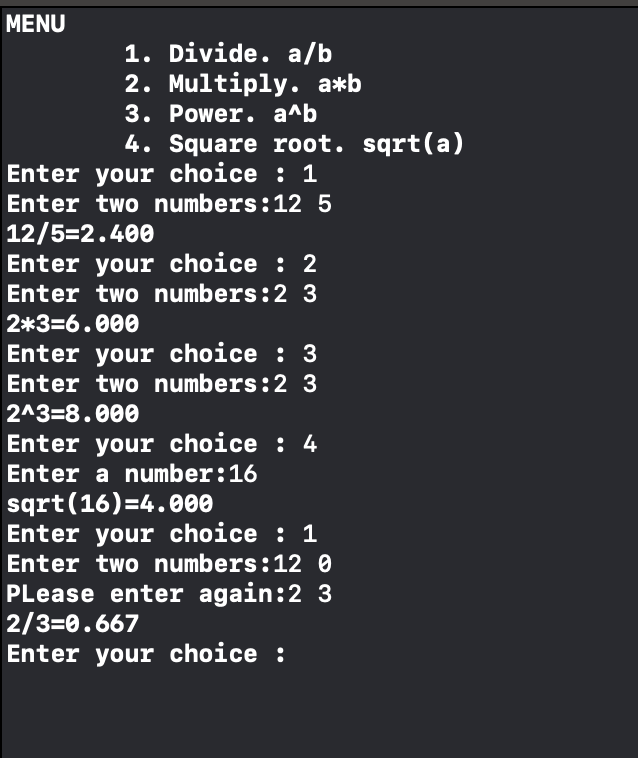 MENU
1. Divide. a/b
2. Multiply. a*b
3. Power. a^b
4. Square root. sqrt(a)
Enter your choice : 1
Enter two numbers:12 5
12/5=2.400
Enter your choice : 2
Enter two numbers:2 3
2*3=6.000
Enter your choice : 3
Enter two numbers:2 3
2^3=8.000
Enter your choice : 4
Enter a number:16
sqrt(16)=4.000
Enter your choice : 1
Enter two numbers:12 0
PLease enter again:2 3
2/3=0.667
Enter your choice :